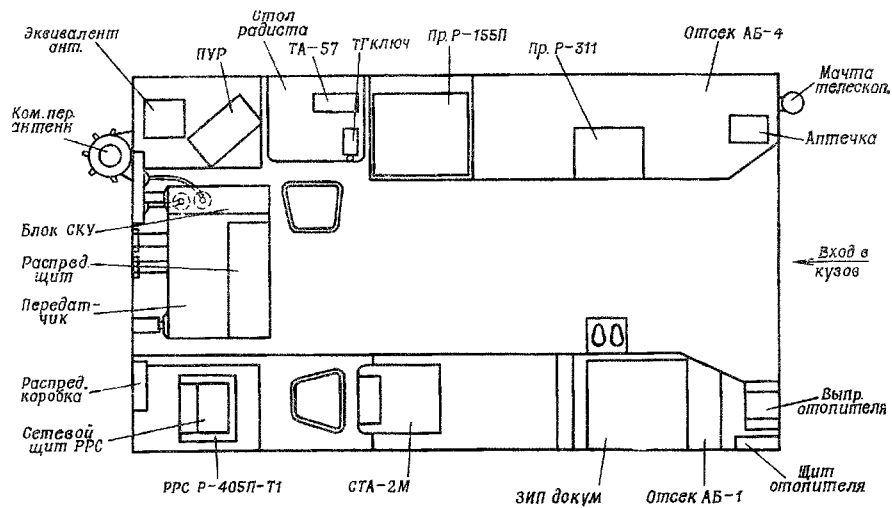 Эквивалент
ант.
ПУР
Стол
радиста
ТА-57
ТГ ключ
Пр. Р-155П
Пр. Р-311
Отсек АБ-4
Мачта
телескоп.
Аптечка
Ком. пер.
антенн
Блок СКУ
Распред.
щит
Передат-
чик
Вход в
кузов
Распред.
коробка
Сетевой
щит РРС
РРС Р-405П-Т1
СТА-2М
ЗИП докум
Отсек АБ-1
Выпр.
отопителя
Щит
отопителя